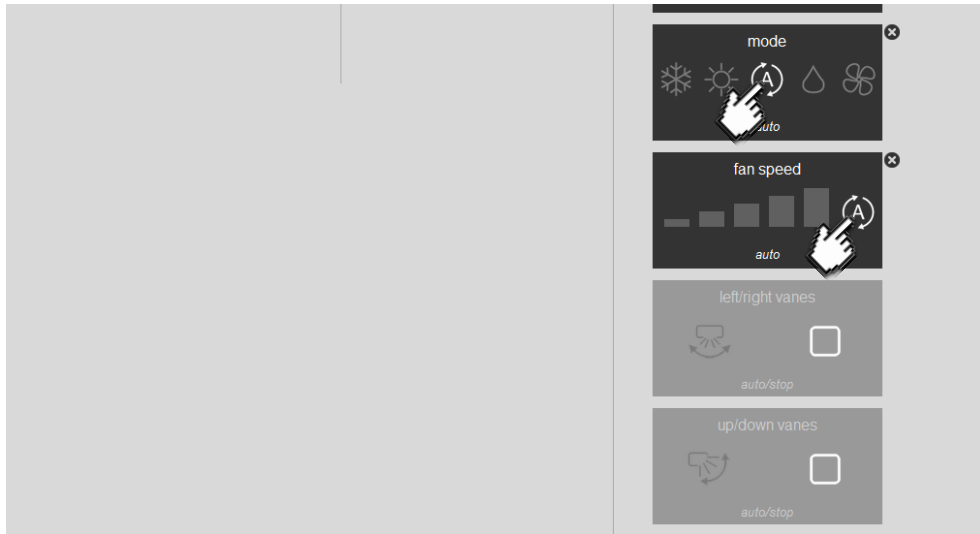 mode
A
auto
fan speed
A
auto
left/right vanes
auto/stop
up/down vanes
auto/stop